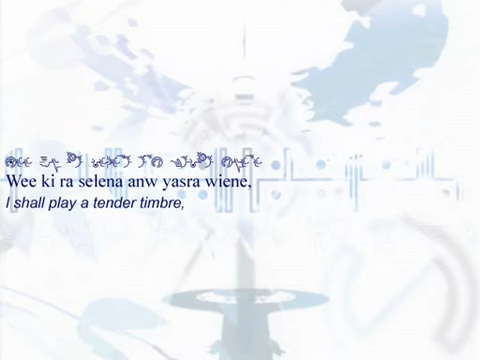 Wee ki ra selena anw yasra wiene,
I shall play a tender timbre,